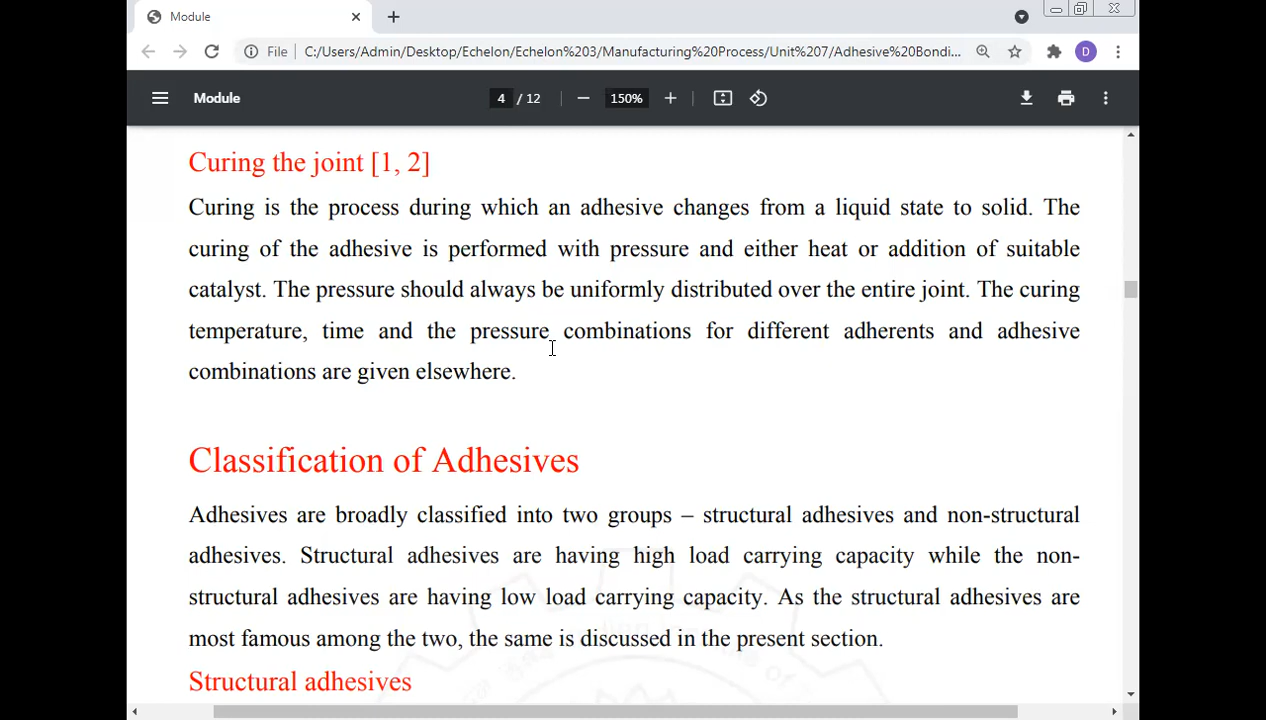 Module
File C:/Users/Admin/Desktop/Echelon/Echelon%203/Manufacturing%20Process/Unit%207/Adhesive%20Bondi... D
Module 4 / 12 150%
Curing the joint [1, 2]
Curing is the process during which an adhesive changes from a liquid state to solid. The
curing of the adhesive is performed with pressure and either heat or addition of suitable
catalyst. The pressure should always be uniformly distributed over the entire joint. The curing
temperature, time and the pressure combinations for different adherents and adhesive
combinations are given elsewhere.
Classification of Adhesives
Adhesives are broadly classified into two groups – structural adhesives and non-structural
adhesives. Structural adhesives are having high load carrying capacity while the non-
structural adhesives are having low load carrying capacity. As the structural adhesives are
most famous among the two, the same is discussed in the present section.
Structural adhesives